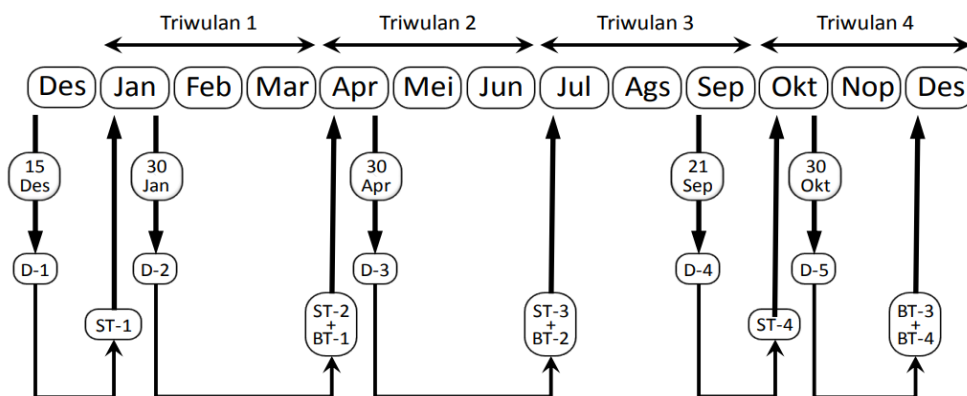 Triwulan 1
Triwulan 2
Triwulan 3
Triwulan 4
Des
Jan
Feb
Mar
Apr
Mei
Jun
Jul
Ags
Sep
Okt
Nop
Des
15
Des
30
Jan
30
Apr
21
Sep
30
Okt
D-1
D-2
D-3
D-4
D-5
ST-1
ST-2
+
BT-1
ST-3
+
BT-2
ST-4
BT-3
+
BT-4